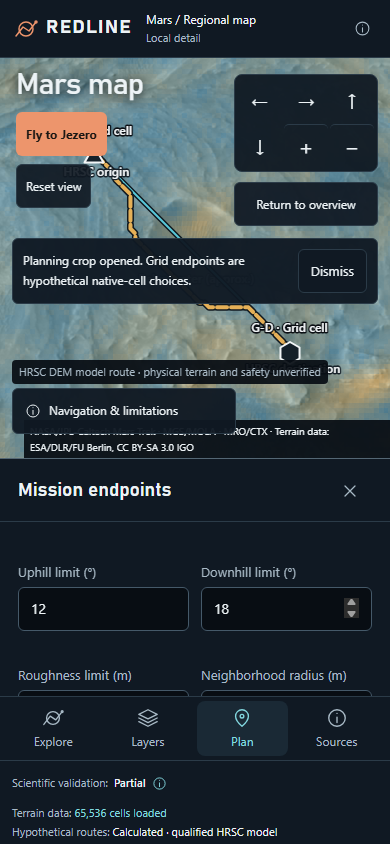 REDLINE
Mars / Regional map
Local detail
Mars map
Fly to Jezero
d cell
HRSC origin
Reset view
← → ↑
↓ + −
Return to overview
Planning crop opened. Grid endpoints are
hypothetical native-cell choices.
Dismiss
G-D · Grid cell
on
HRSC DEM model route · physical terrain and safety unverified
Navigation & limitations
RO/CTX · Terrain data:
ESA/DLR/FU Berlin, CC BY-SA 3.0 IGO
Mission endpoints
Uphill limit (°)
Downhill limit (°)
12
18
Roughness limit (m)
Neighborhood radius (m)
Explore
Layers
Plan
Sources
Scientific validation: Partial
Terrain data: 65,536 cells loaded
Hypothetical routes: Calculated · qualified HRSC model